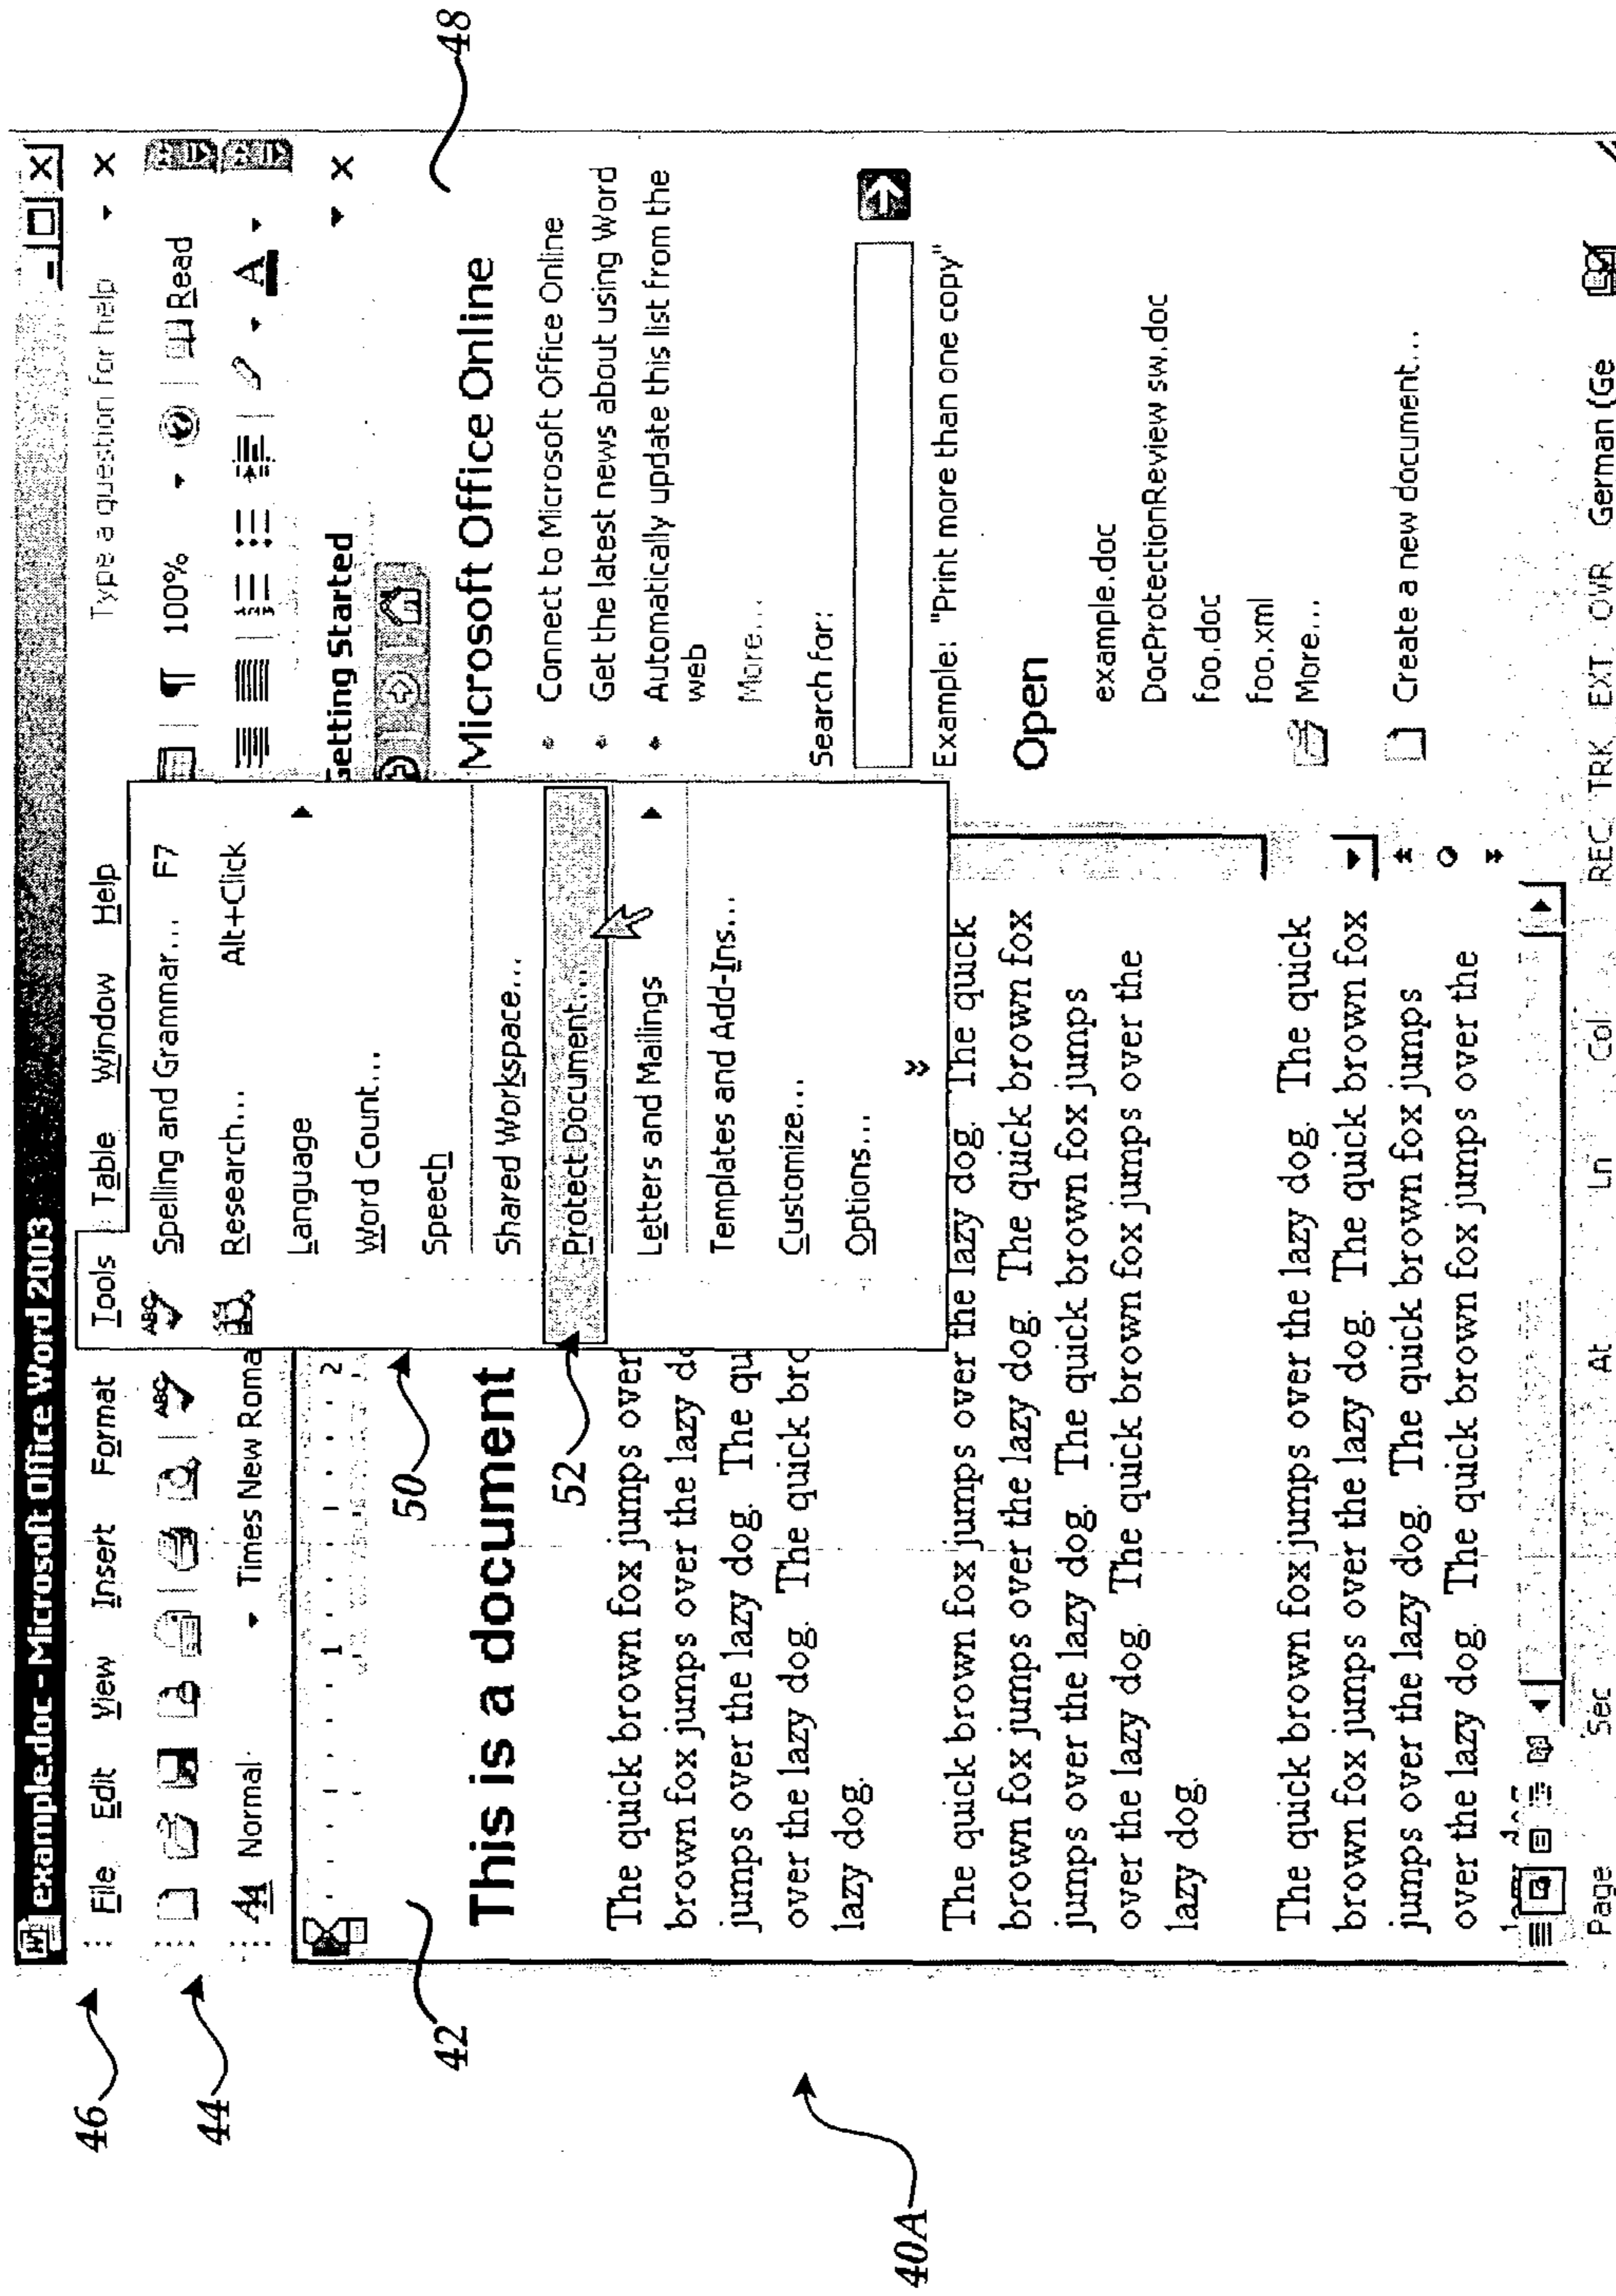 example.doc - Microsoft Office Word 2003
File Edit View Insert Format Tools Table Window Help Type a question for help
46
¶ 100% Read
44
Normal Times New Roma
Spelling and Grammar... F7
Research... Alt+Click
Language
Word Count...
Speech
Shared Workspace...
Protect Document...
Letters and Mailings
Templates and Add-Ins...
Customize...
Options...
50
52
1 2
42
This is a document
The quick brown fox jumps over
brown fox jumps over the lazy do
jumps over the lazy dog. The qu
over the lazy dog. The quick bro
lazy dog.
The quick brown fox jumps over the lazy dog. The quick
brown fox jumps over the lazy dog. The quick brown fox
jumps over the lazy dog. The quick brown fox jumps
over the lazy dog. The quick brown fox jumps over the
lazy dog.
The quick brown fox jumps over the lazy dog. The quick
brown fox jumps over the lazy dog. The quick brown fox
jumps over the lazy dog. The quick brown fox jumps
over the lazy dog. The quick brown fox jumps over the
etting Started
48
Microsoft Office Online
Connect to Microsoft Office Online
Get the latest news about using Word
Automatically update this list from the
web
More...
Search for:
Example: "Print more than one copy"
Open
example.doc
DocProtectionReview sw.doc
foo.doc
foo.xml
More...
Create a new document...
Page Sec At Ln Col REC TRK EXT OVR German (Ge
40A